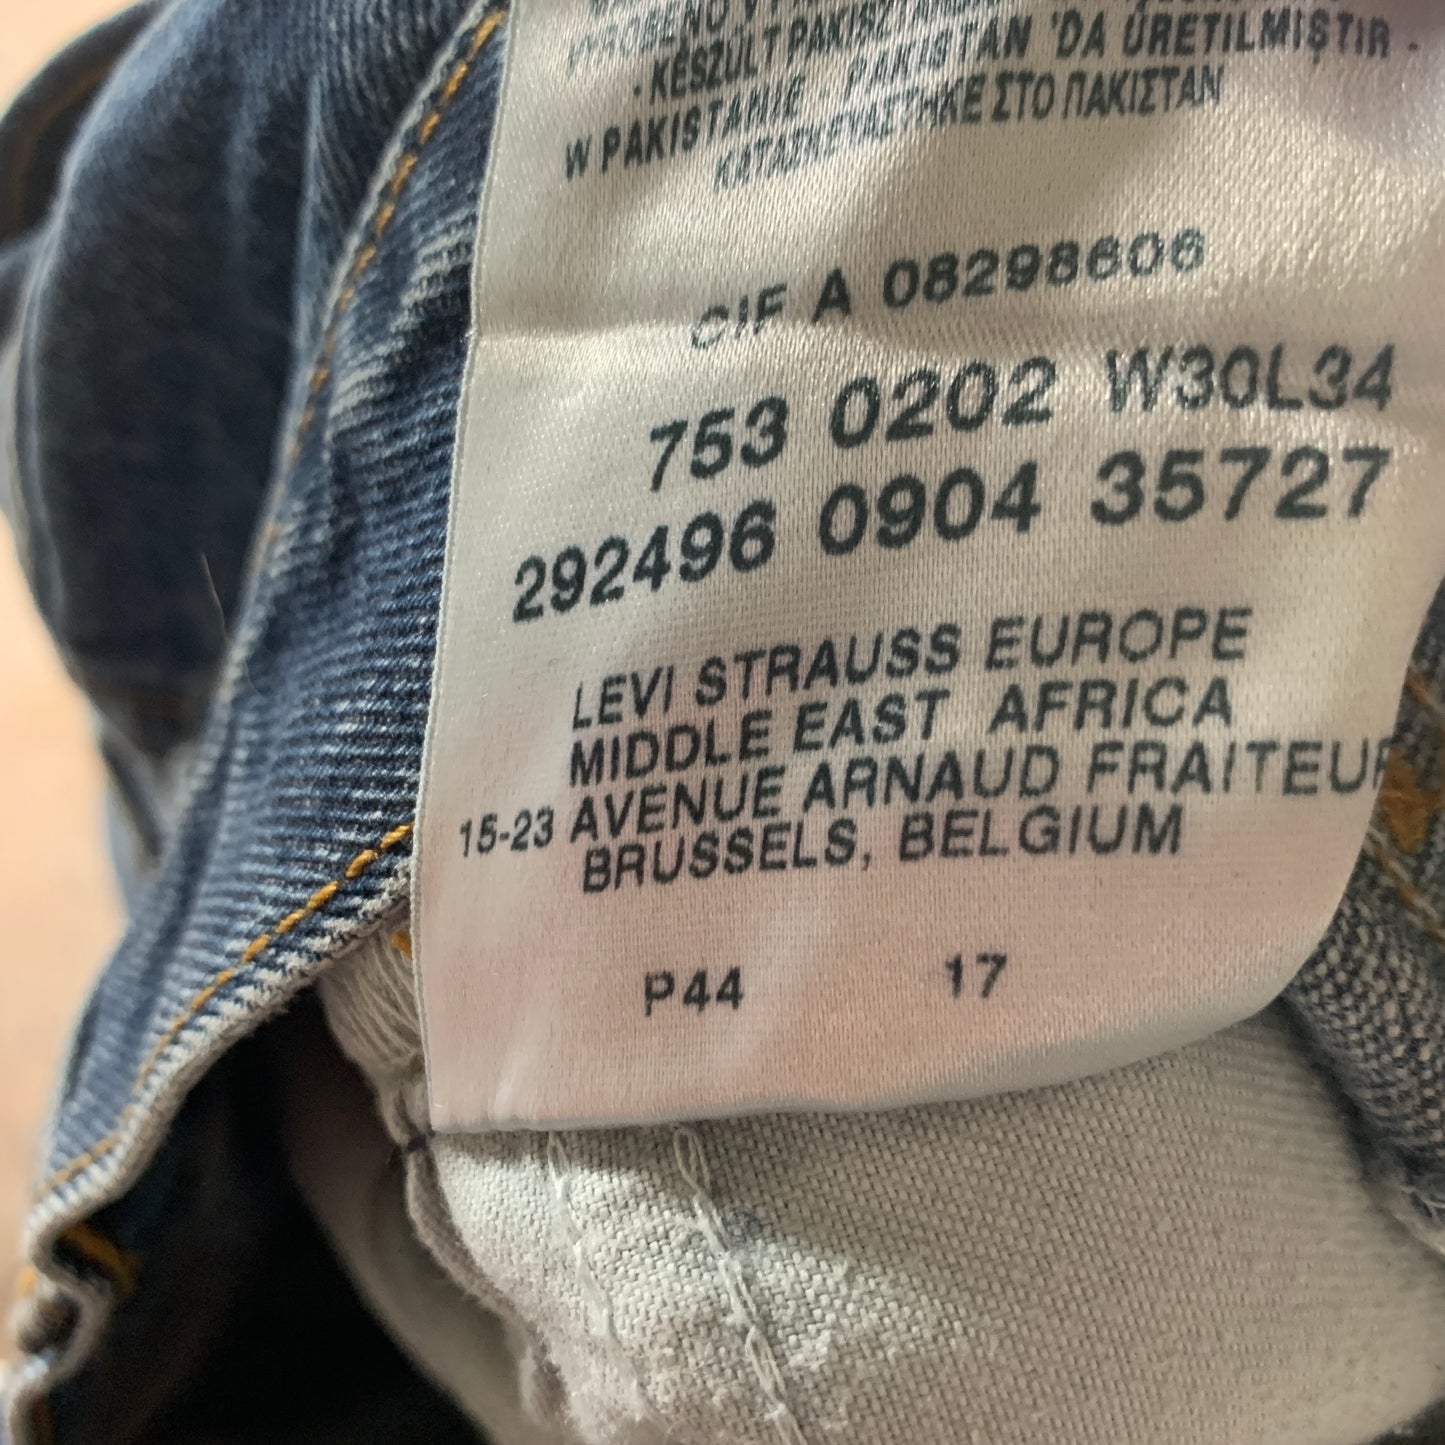 - KÉSZÜLT PAKISZTÁNBAN
PAKISTAN 'DA ÜRETILMIŞTIR -
W PAKISTANIE -
ΚΑΤΑΣΚΕΥΑΣΤΗΚΕ ΣΤΟ ΠΑΚΙΣΤΑΝ
CIF A 08298606
753 0202 W30L34
292496 0904 35727
LEVI STRAUSS EUROPE
MIDDLE EAST AFRICA
15-23 AVENUE ARNAUD FRAITEUR
BRUSSELS, BELGIUM
P44 17